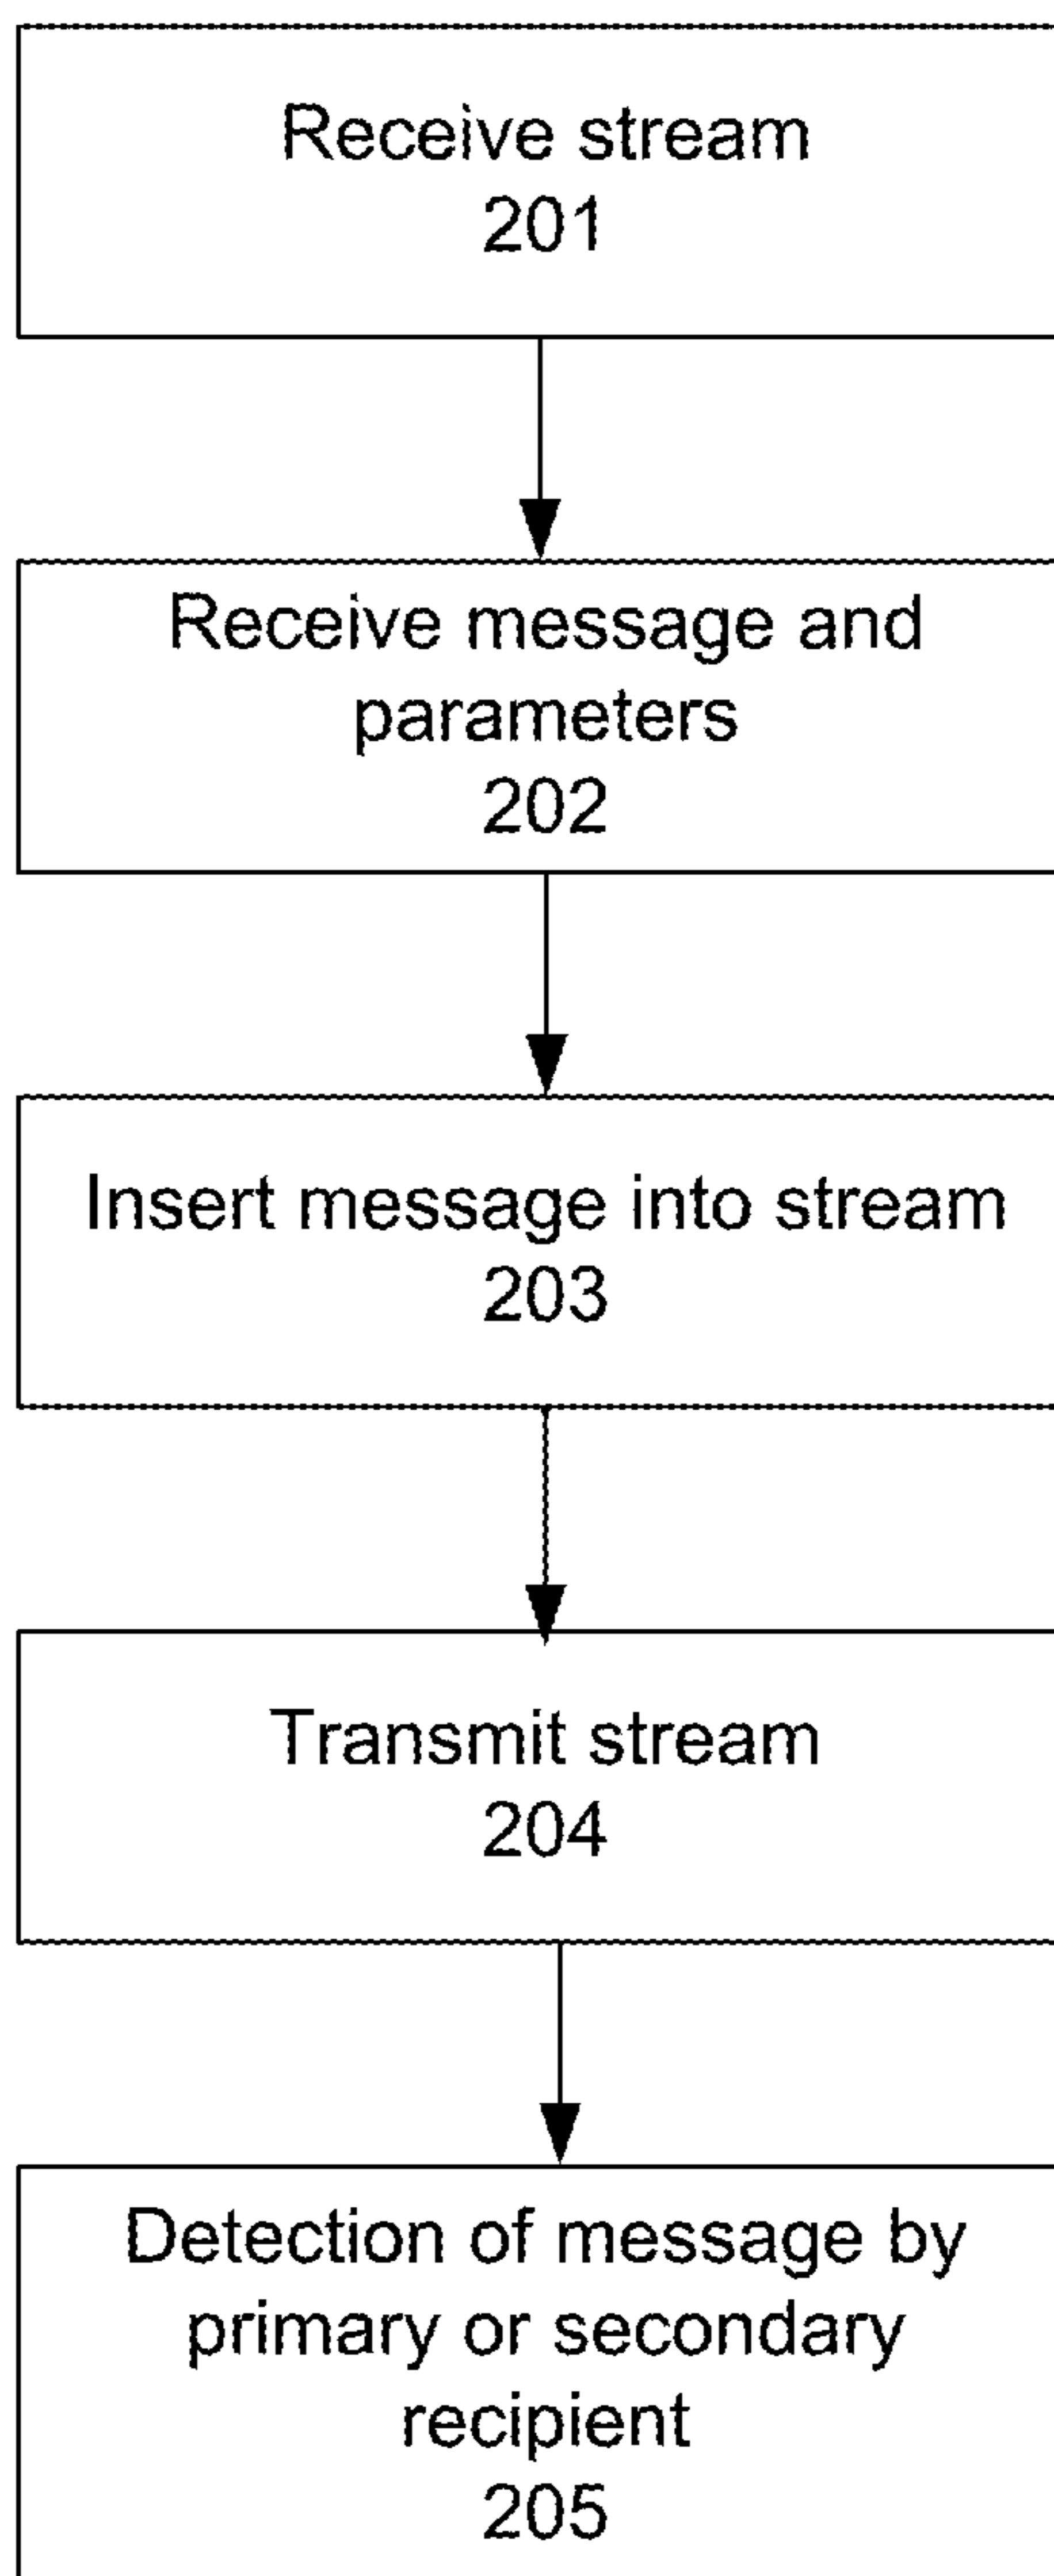 Receive stream
201
Receive message and
parameters
202
Insert message into stream
203
Transmit stream
204
Detection of message by
primary or secondary
recipient
205